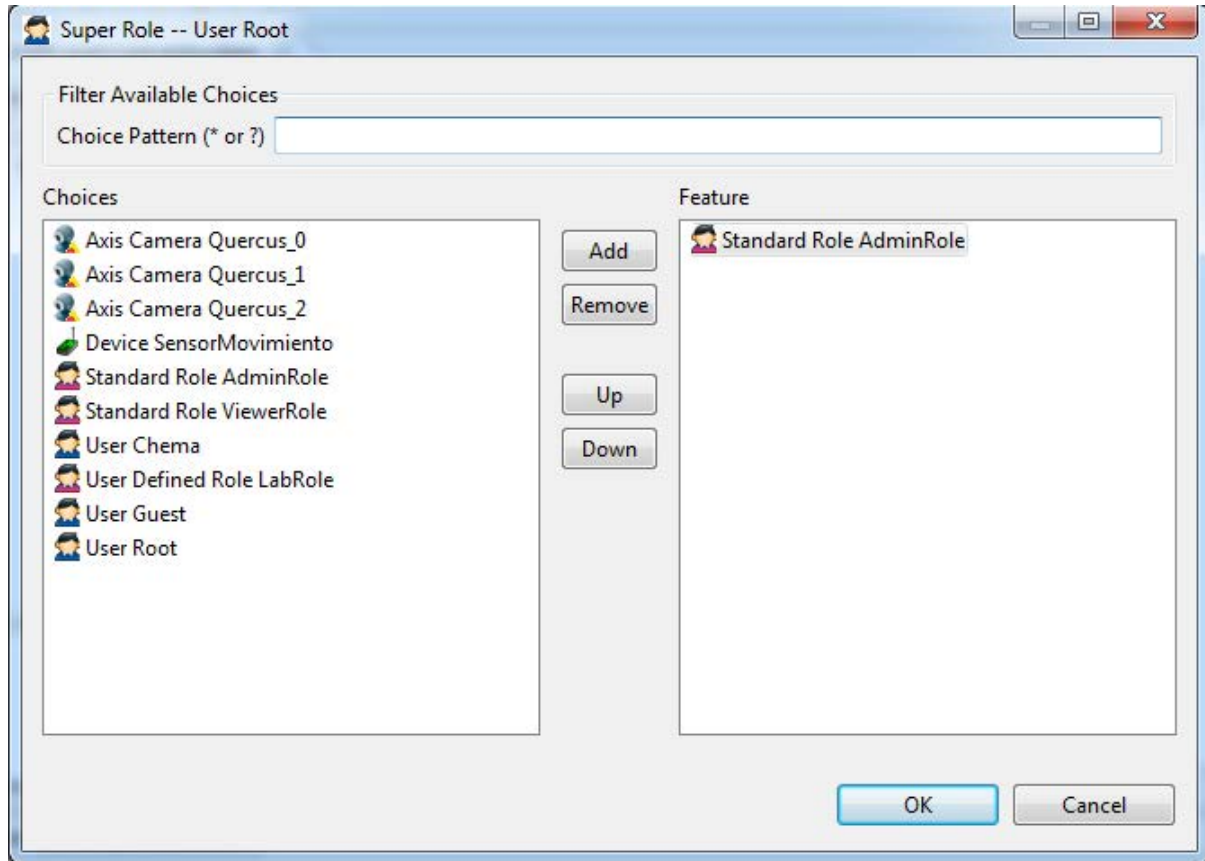 Super Role -- User Root
Filter Available Choices
Choice Pattern (* or ?)
Choices
Axis Camera Quercus_0
Axis Camera Quercus_1
Axis Camera Quercus_2
Device SensorMovimiento
Standard Role AdminRole
Standard Role ViewerRole
User Chema
User Defined Role LabRole
User Guest
User Root
Add
Remove
Up
Down
Feature
Standard Role AdminRole
OK
Cancel